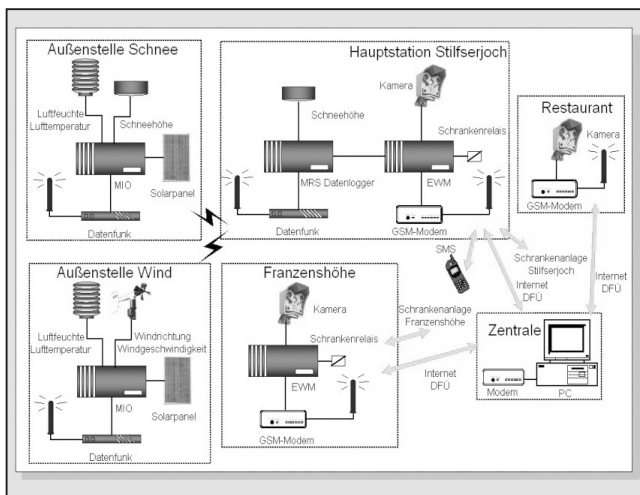 Außenstelle Schnee
Luftfeuchte
Lufttemperatur
Schneehöhe
MIO
Solarpanel
Datenfunk
Hauptstation Stilfserjoch
Kamera
Schneehöhe
Schrankenrelais
MRS Datenlogger
EWM
Datenfunk
GSM-Modem
Restaurant
Kamera
GSM-Modem
SMS
Schrankenanlage
Stilfserjoch
Internet
DFÜ
Internet
DFÜ
Außenstelle Wind
Luftfeuchte
Lufttemperatur
Windrichtung
Windgeschwindigkeit
MIO
Solarpanel
Datenfunk
Franzenshöhe
Kamera
Schrankenrelais
EWM
GSM-Modem
Schrankenanlage
Franzenshöhe
Internet
DFÜ
Zentrale
Modem
PC